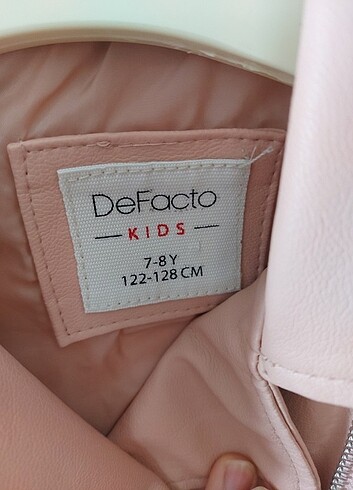 DeFacto
KIDS
7-8 Y
122-128 CM